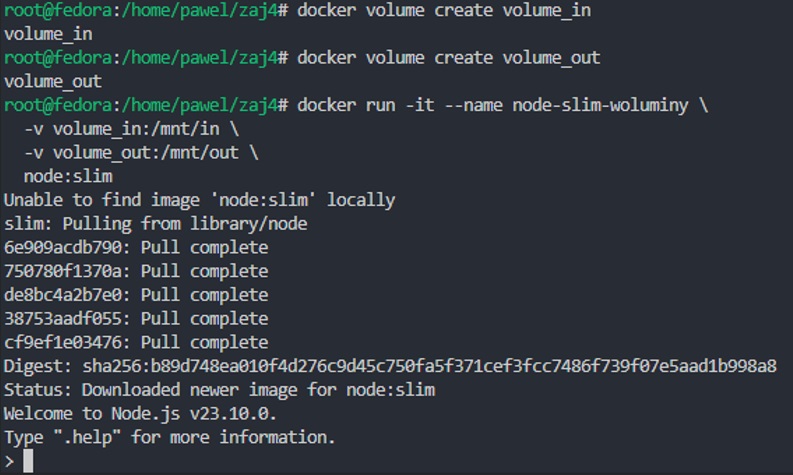 root@fedora:/home/pawel/zaj4# docker volume create volume_in
volume_in
root@fedora:/home/pawel/zaj4# docker volume create volume_out
volume_out
root@fedora:/home/pawel/zaj4# docker run -it --name node-slim-woluminy \
  -v volume_in:/mnt/in \
  -v volume_out:/mnt/out \
  node:slim
Unable to find image 'node:slim' locally
slim: Pulling from library/node
6e909acdb790: Pull complete
750780f1370a: Pull complete
de8bc4a2b7e0: Pull complete
38753aadf055: Pull complete
cf9ef1e03476: Pull complete
Digest: sha256:b89d748ea010f4d276c9d45c750fa5f371cef3fcc7486f739f07e5aad1b998a8
Status: Downloaded newer image for node:slim
Welcome to Node.js v23.10.0.
Type ".help" for more information.
>